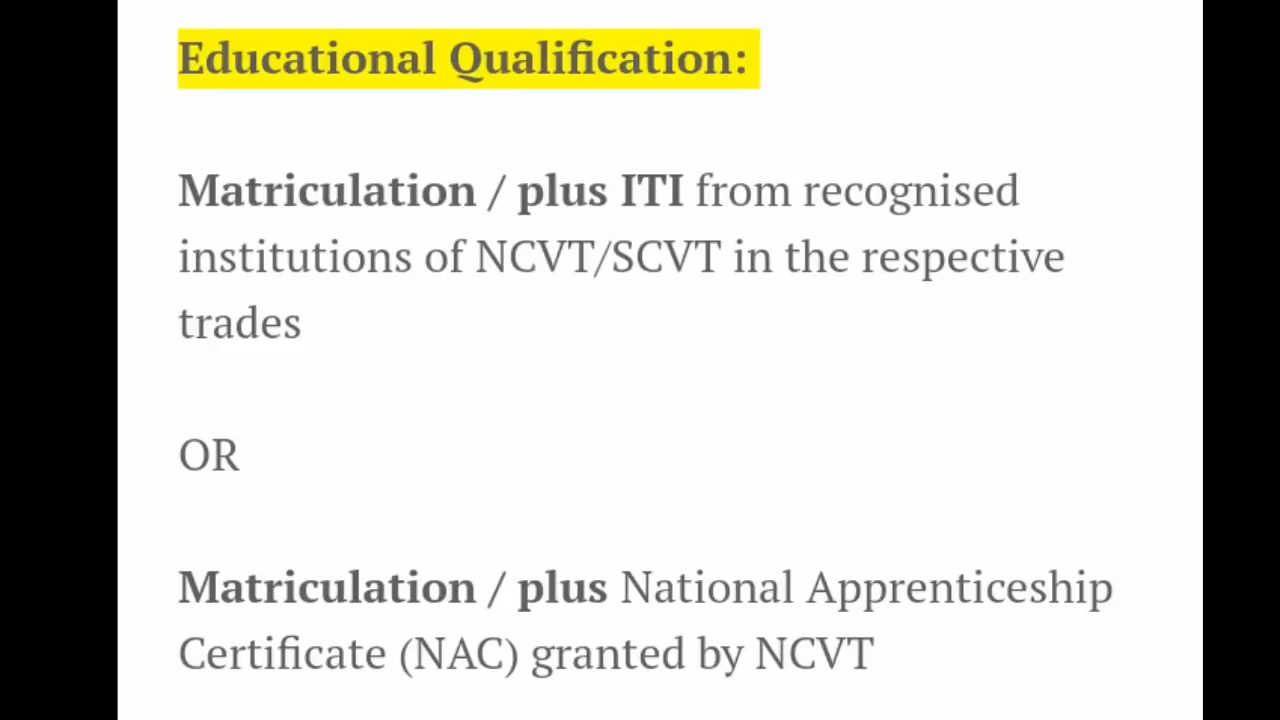 Educational Qualification:
Matriculation / plus ITI from recognised
institutions of NCVT/SCVT in the respective
trades
OR
Matriculation / plus National Apprenticeship
Certificate (NAC) granted by NCVT